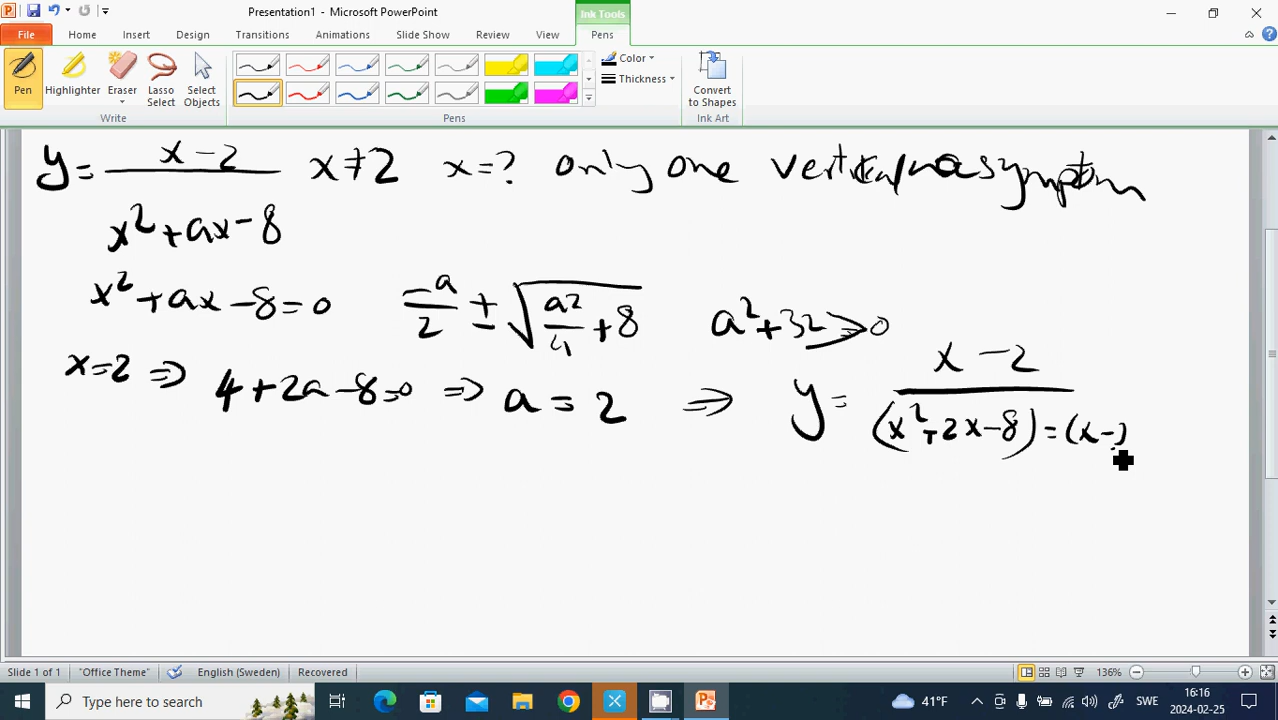 Presentation1 - Microsoft PowerPoint
Ink Tools
File Home Insert Design Transitions Animations Slide Show Review View Pens
Pen Highlighter Eraser Lasso Select Select Objects
Color
Thickness
Convert to Shapes
Write Pens Ink Art
y = x-2 x≠2 x=? only one vertical
x²+ax-8
x²+ax-8=0 -a/2 ± √(a²/4 + 8) a²+32>0
x=2 ⇒ 4+2a-8=0 ⇒ a=2 ⇒ y = x-2
(x²+2x-8) = (x-
Slide 1 of 1 "Office Theme" English (Sweden) Recovered 136%
Type here to search 41°F SWE 16:16
2024-02-25